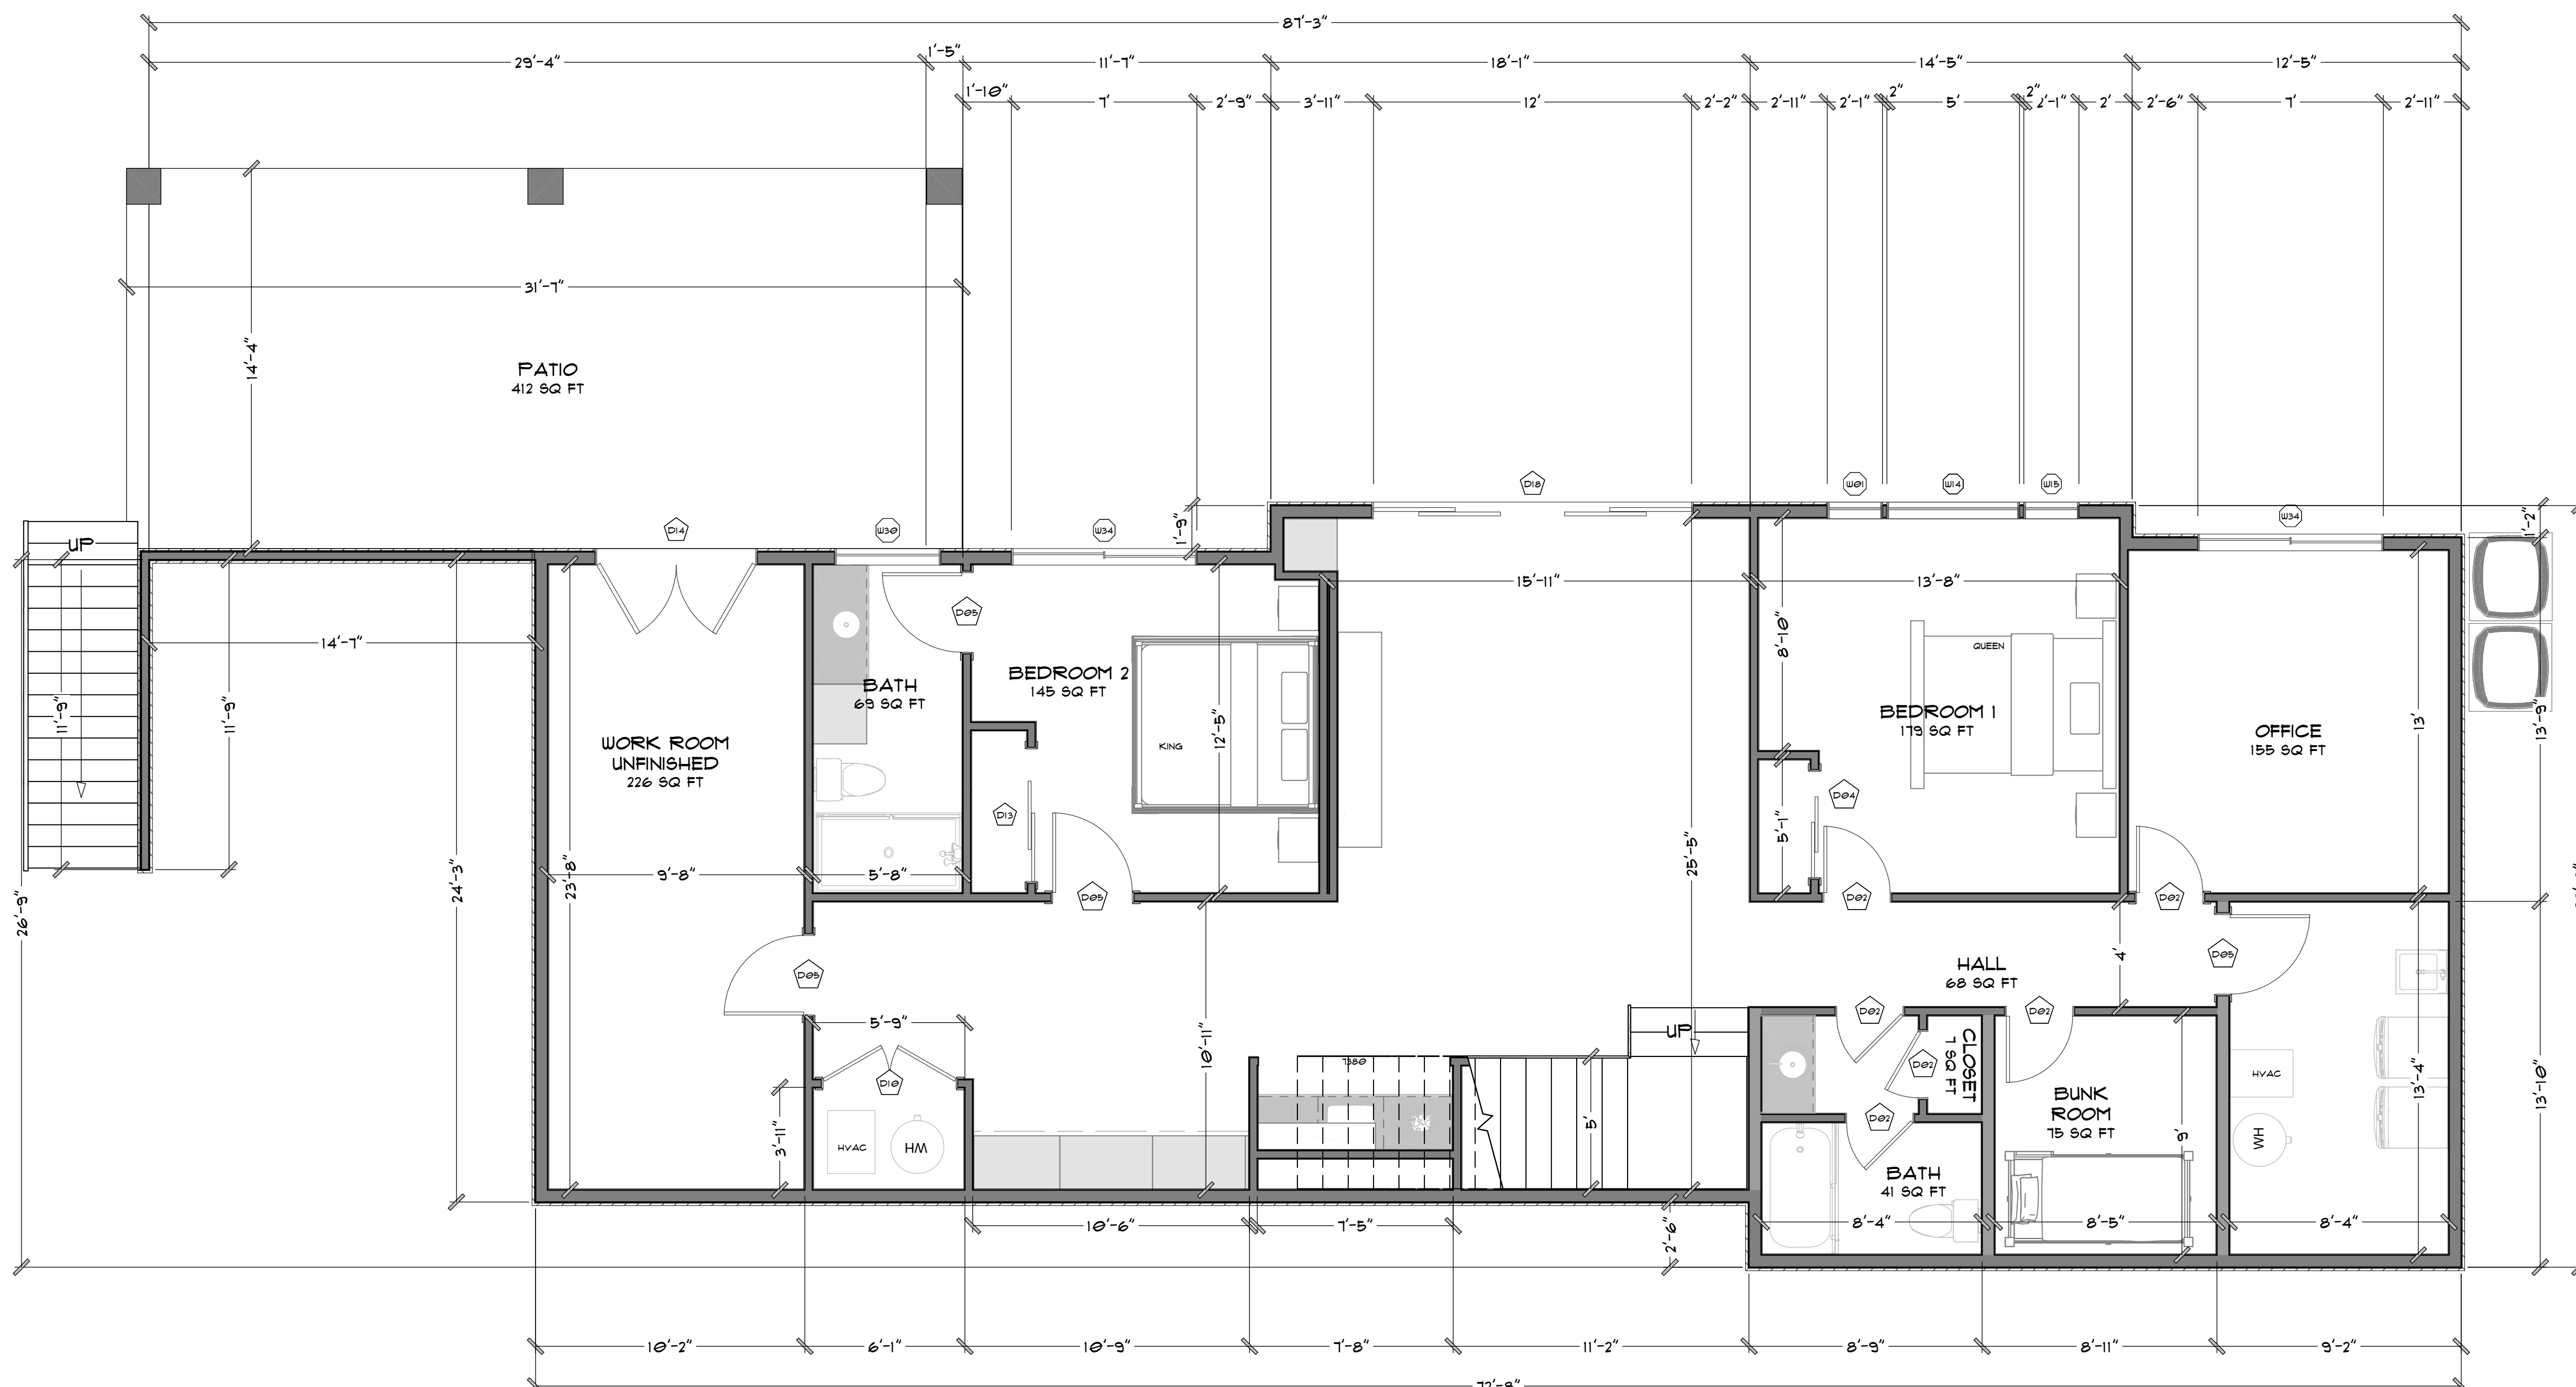 87'-3"
29'-4"
1'-5"
11'-7"
18'-1"
14'-5"
12'-5"
1'-10"
7'
2'-9"
3'-11"
12'
2'-2"
2'-11"
2'-1"
2"
5'
2"
2'-1"
2'
2'-6"
7'
2'-11"
31'-7"
14'-4"
PATIO
412 SQ FT
D18
W01
W14
W15
W34
D14
W30
W34
1'-9"
1'-2"
UP
15'-11"
13'-8"
D05
14'-7"
8'-10"
QUEEN
BEDROOM 2
145 SQ FT
BATH
69 SQ FT
BEDROOM 1
179 SQ FT
11'-9"
11'-9"
12'-5"
13'
13'-9"
OFFICE
155 SQ FT
WORK ROOM
UNFINISHED
226 SQ FT
KING
D13
D04
5'-1"
24'-3"
23'-8"
9'-8"
5'-8"
25'-5"
26'-9"
D05
D02
D02
D05
D05
4'
HALL
68 SQ FT
5'-9"
10'-11"
UP
D02
D02
7380
D10
CLOSET
7 SQ FT
D02
HVAC
13'-4"
13'-10"
BUNK
ROOM
75 SQ FT
D02
5'
9'
3'-11"
HVAC
HW
WH
BATH
41 SQ FT
10'-6"
7'-5"
2'-6"
8'-4"
8'-5"
8'-4"
10'-2"
6'-1"
10'-9"
7'-8"
11'-2"
8'-9"
8'-11"
9'-2"
72'-8"